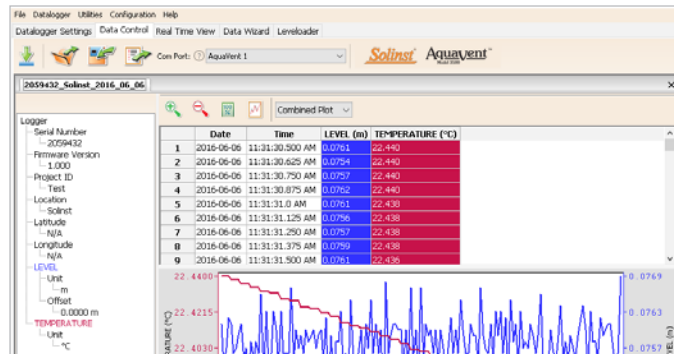 File Datalogger Utilities Configuration Help
Datalogger Settings Data Control Real Time View Data Wizard Leveloader
Com Port: ? AquaVent 1 Solinst Aquavent
2059432_Solinst_2016_06_06
Combined Plot
Logger
Serial Number
2059432
Firmware Version
1.000
Project ID
Test
Location
Solinst
Latitude
N/A
Longitude
N/A
LEVEL
Unit
m
Offset
0.0000 m
TEMPERATURE
Unit
°C
Date Time LEVEL (m) TEMPERATURE (°C)
1 2016-06-06 11:31:30.500 AM 0.0761 22.440
2 2016-06-06 11:31:30.625 AM 0.0754 22.440
3 2016-06-06 11:31:30.750 AM 0.0757 22.440
4 2016-06-06 11:31:30.875 AM 0.0762 22.440
5 2016-06-06 11:31:31.0 AM 0.0761 22.438
6 2016-06-06 11:31:31.125 AM 0.0756 22.438
7 2016-06-06 11:31:31.250 AM 0.0757 22.438
8 2016-06-06 11:31:31.375 AM 0.0759 22.438
9 2016-06-06 11:31:31.500 AM 0.0761 22.436
22.4400 0.0769
22.4215 0.0763
22.4030 0.0757
(°C)
(m)